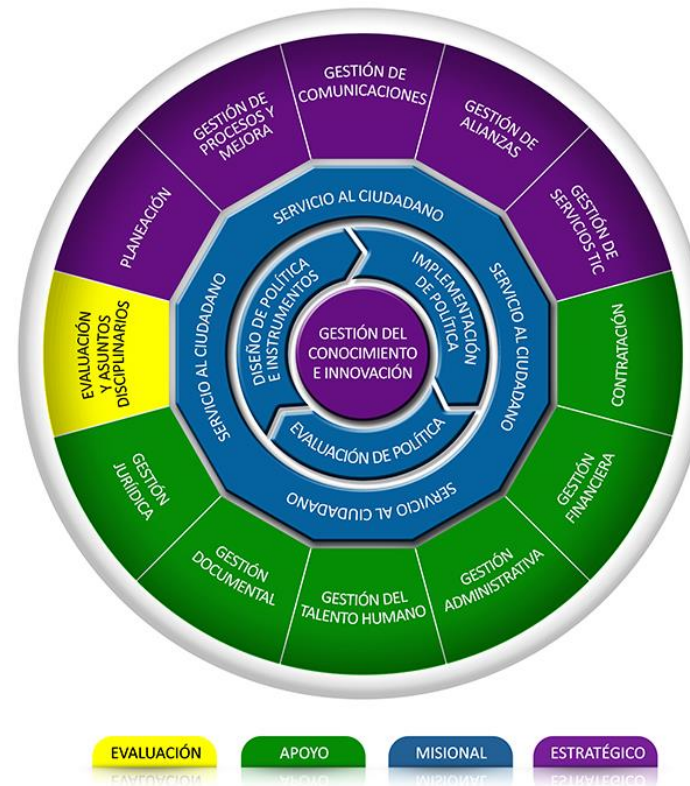 GESTIÓN DE
COMUNICACIONES
GESTIÓN DE
ALIANZAS
GESTIÓN DE
SERVICIOS TIC
CONTRATACIÓN
GESTIÓN
FINANCIERA
GESTIÓN
ADMINISTRATIVA
GESTIÓN DEL
TALENTO HUMANO
GESTIÓN
DOCUMENTAL
GESTIÓN
JURÍIDICA
EVALUACIÓN
Y ASUNTOS
DISCIPLINARIOS
PLANEACIÓN
GESTIÓN DE
PROCESOS Y
MEJORA
SERVICIO AL CIUDADANO
SERVICIO AL CIUDADANO
SERVICIO AL CIUDADANO
SERVICIO AL CIUDADANO
DISEÑO DE POLÍTICA
E INSTRUMENTOS
IMPLEMENTACIÓN
DE POLÍTICA
EVALUACIÓN DE POLÍTICA
GESTIÓN DEL
CONOCIMIENTO
E INNOVACIÓN
EVALUACIÓN
APOYO
MISIONAL
ESTRATÉGICO